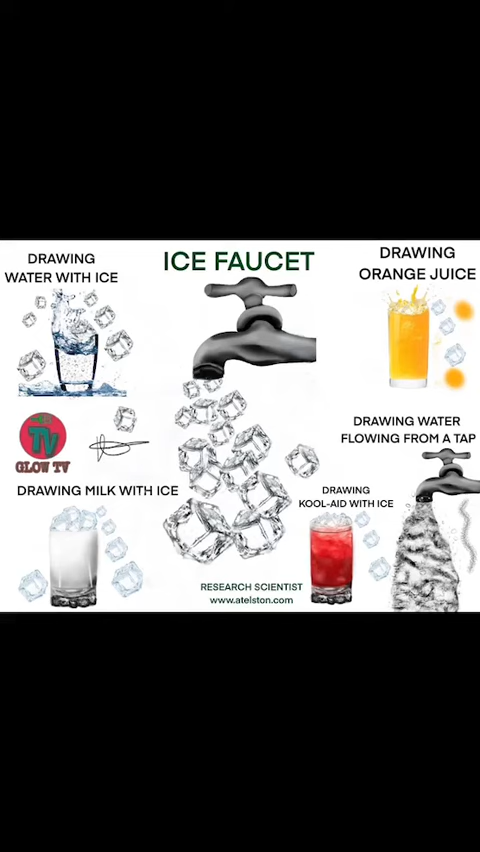 DRAWING
WATER WITH ICE
ICE FAUCET
DRAWING
ORANGE JUICE
TV
GLOW TV
DRAWING WATER
FLOWING FROM A TAP
DRAWING MILK WITH ICE
DRAWING
KOOL-AID WITH ICE
RESEARCH SCIENTIST
www.atelston.com